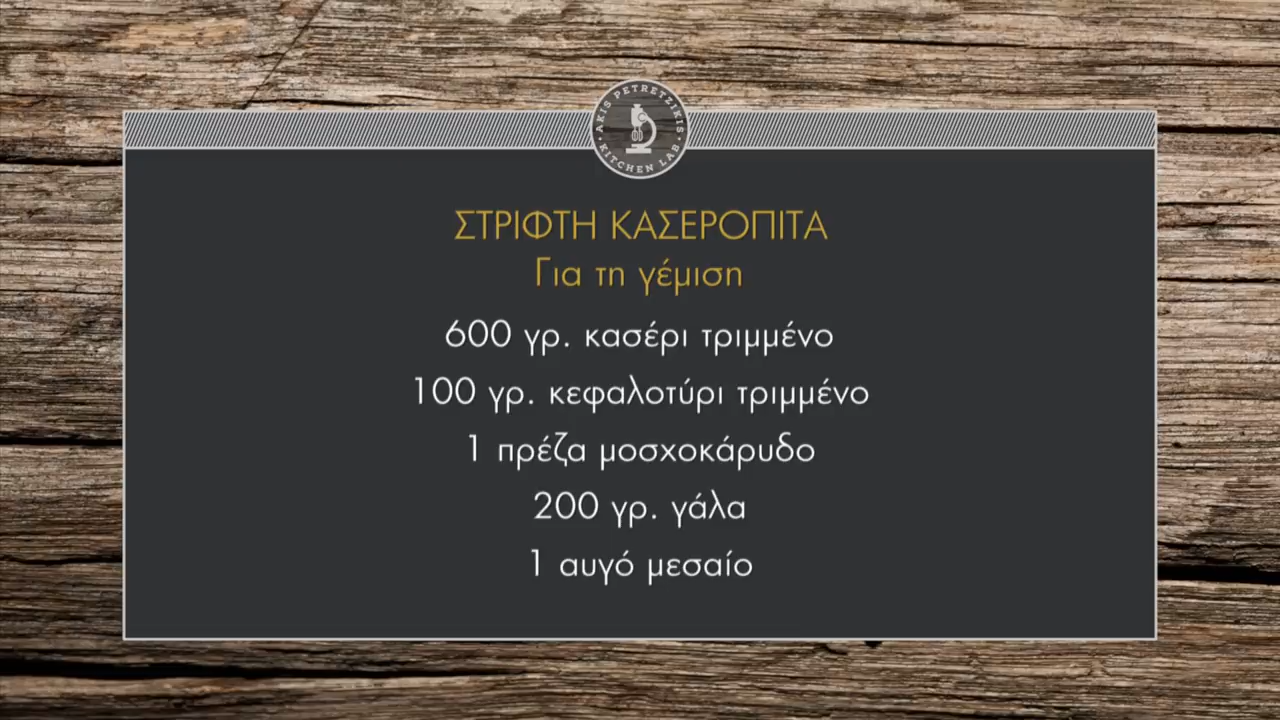 AKIS PETRETZIKIS
KITCHEN LAB
ΣΤΡΙΦΤΗ ΚΑΣΕΡΟΠΙΤΑ
Για τη γέμιση
600 γρ. κασέρι τριμμένο
100 γρ. κεφαλοτύρι τριμμένο
1 πρέζα μοσχοκάρυδο
200 γρ. γάλα
1 αυγό μεσαίο